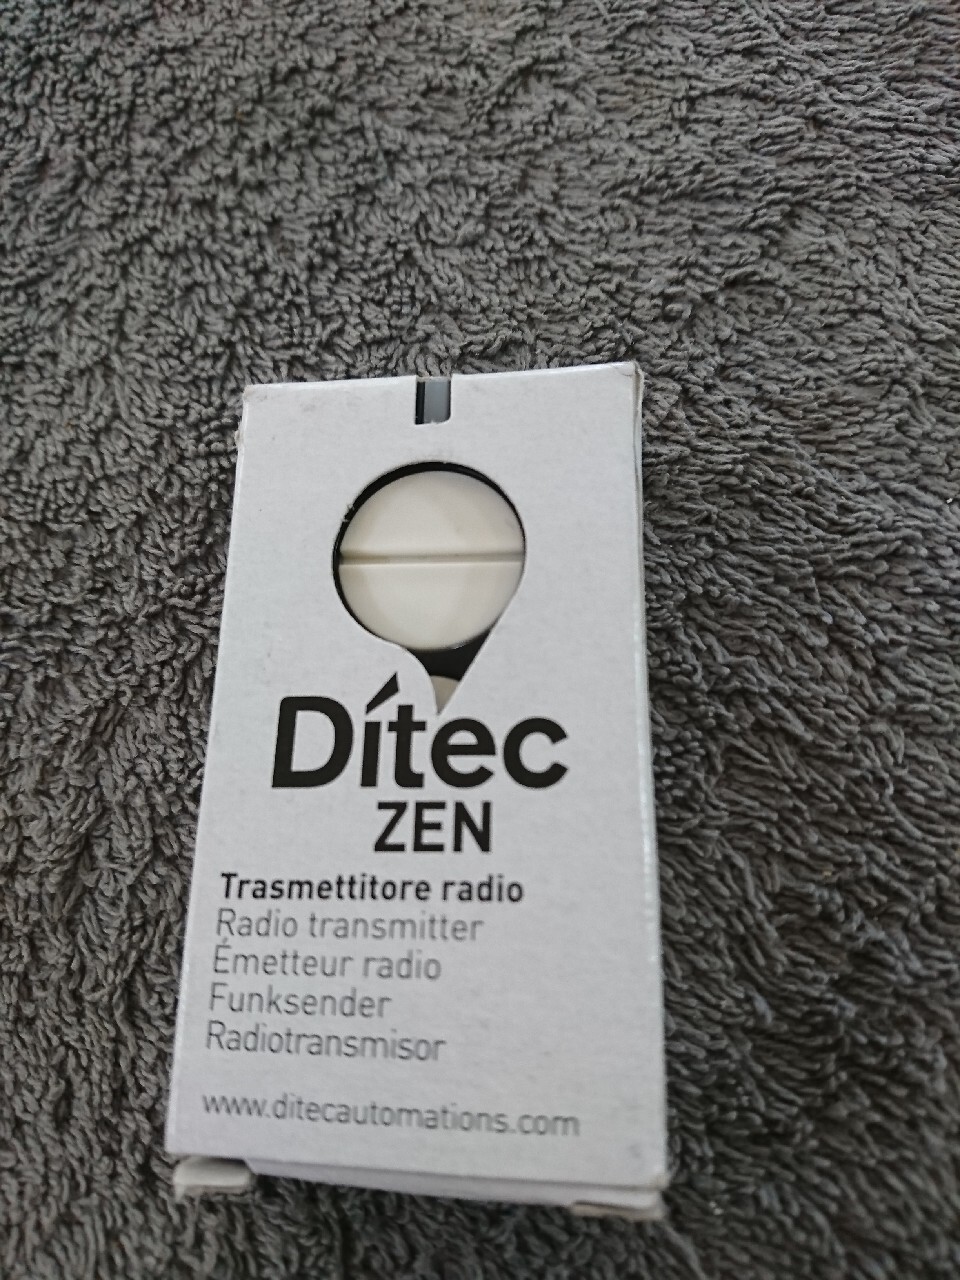 Dítec
ZEN
Trasmettitore radio
Radio transmitter
Émetteur radio
Funksender
Radiotransmisor
www.ditecautomations.com